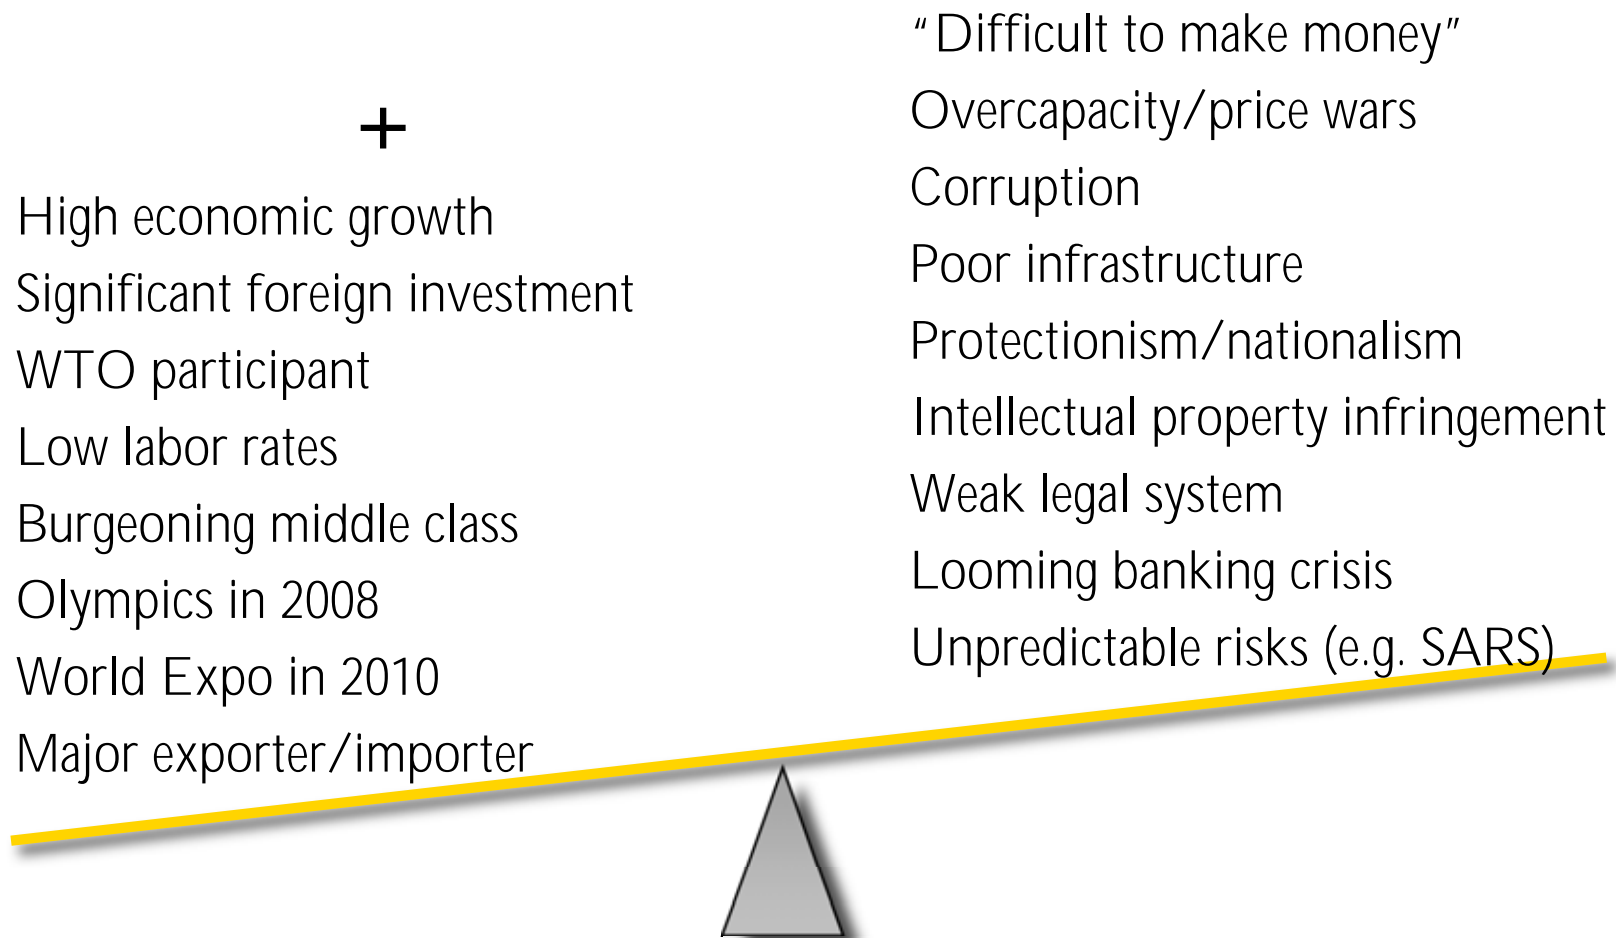 +
High economic growth
Significant foreign investment
WTO participant
Low labor rates
Burgeoning middle class
Olympics in 2008
World Expo in 2010
Major exporter/importer
“Difficult to make money”
Overcapacity/price wars
Corruption
Poor infrastructure
Protectionism/nationalism
Intellectual property infringement
Weak legal system
Looming banking crisis
Unpredictable risks (e.g. SARS)